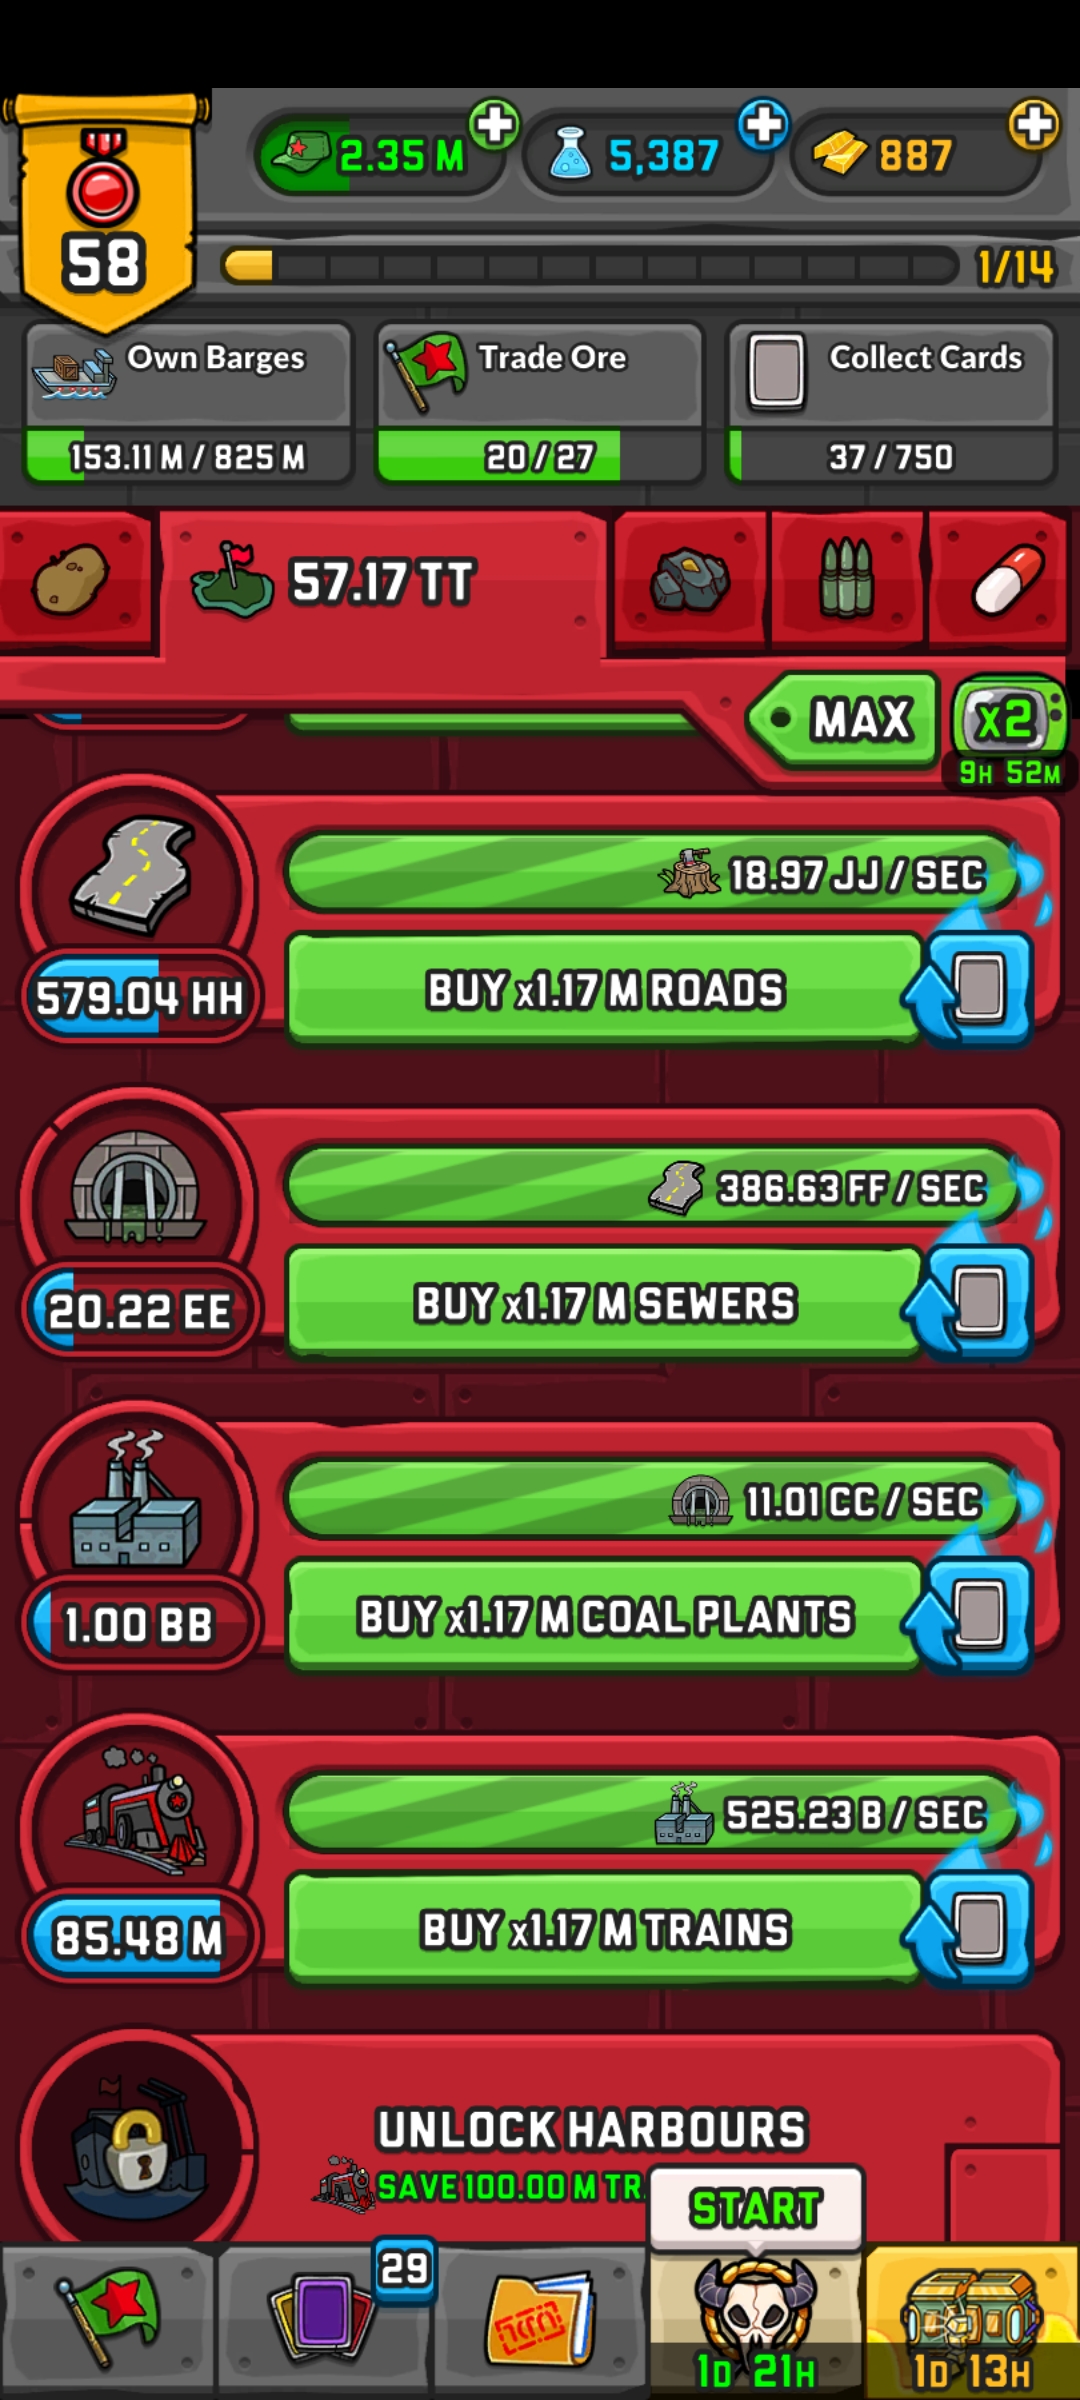 2.35 M
5,387
887
58
1/14
Own Barges
153.11 M / 825 M
Trade Ore
20 / 27
Collect Cards
37 / 750
57.17 TT
MAX
x2
9H 52M
18.97 JJ / SEC
579.04 HH
BUY x1.17 M ROADS
386.63 FF / SEC
20.22 EE
BUY x1.17 M SEWERS
11.01 CC / SEC
1.00 BB
BUY x1.17 M COAL PLANTS
525.23 B / SEC
85.48 M
BUY x1.17 M TRAINS
UNLOCK HARBOURS
SAVE 100.00 M TR
START
29
1D 21H
1D 13H